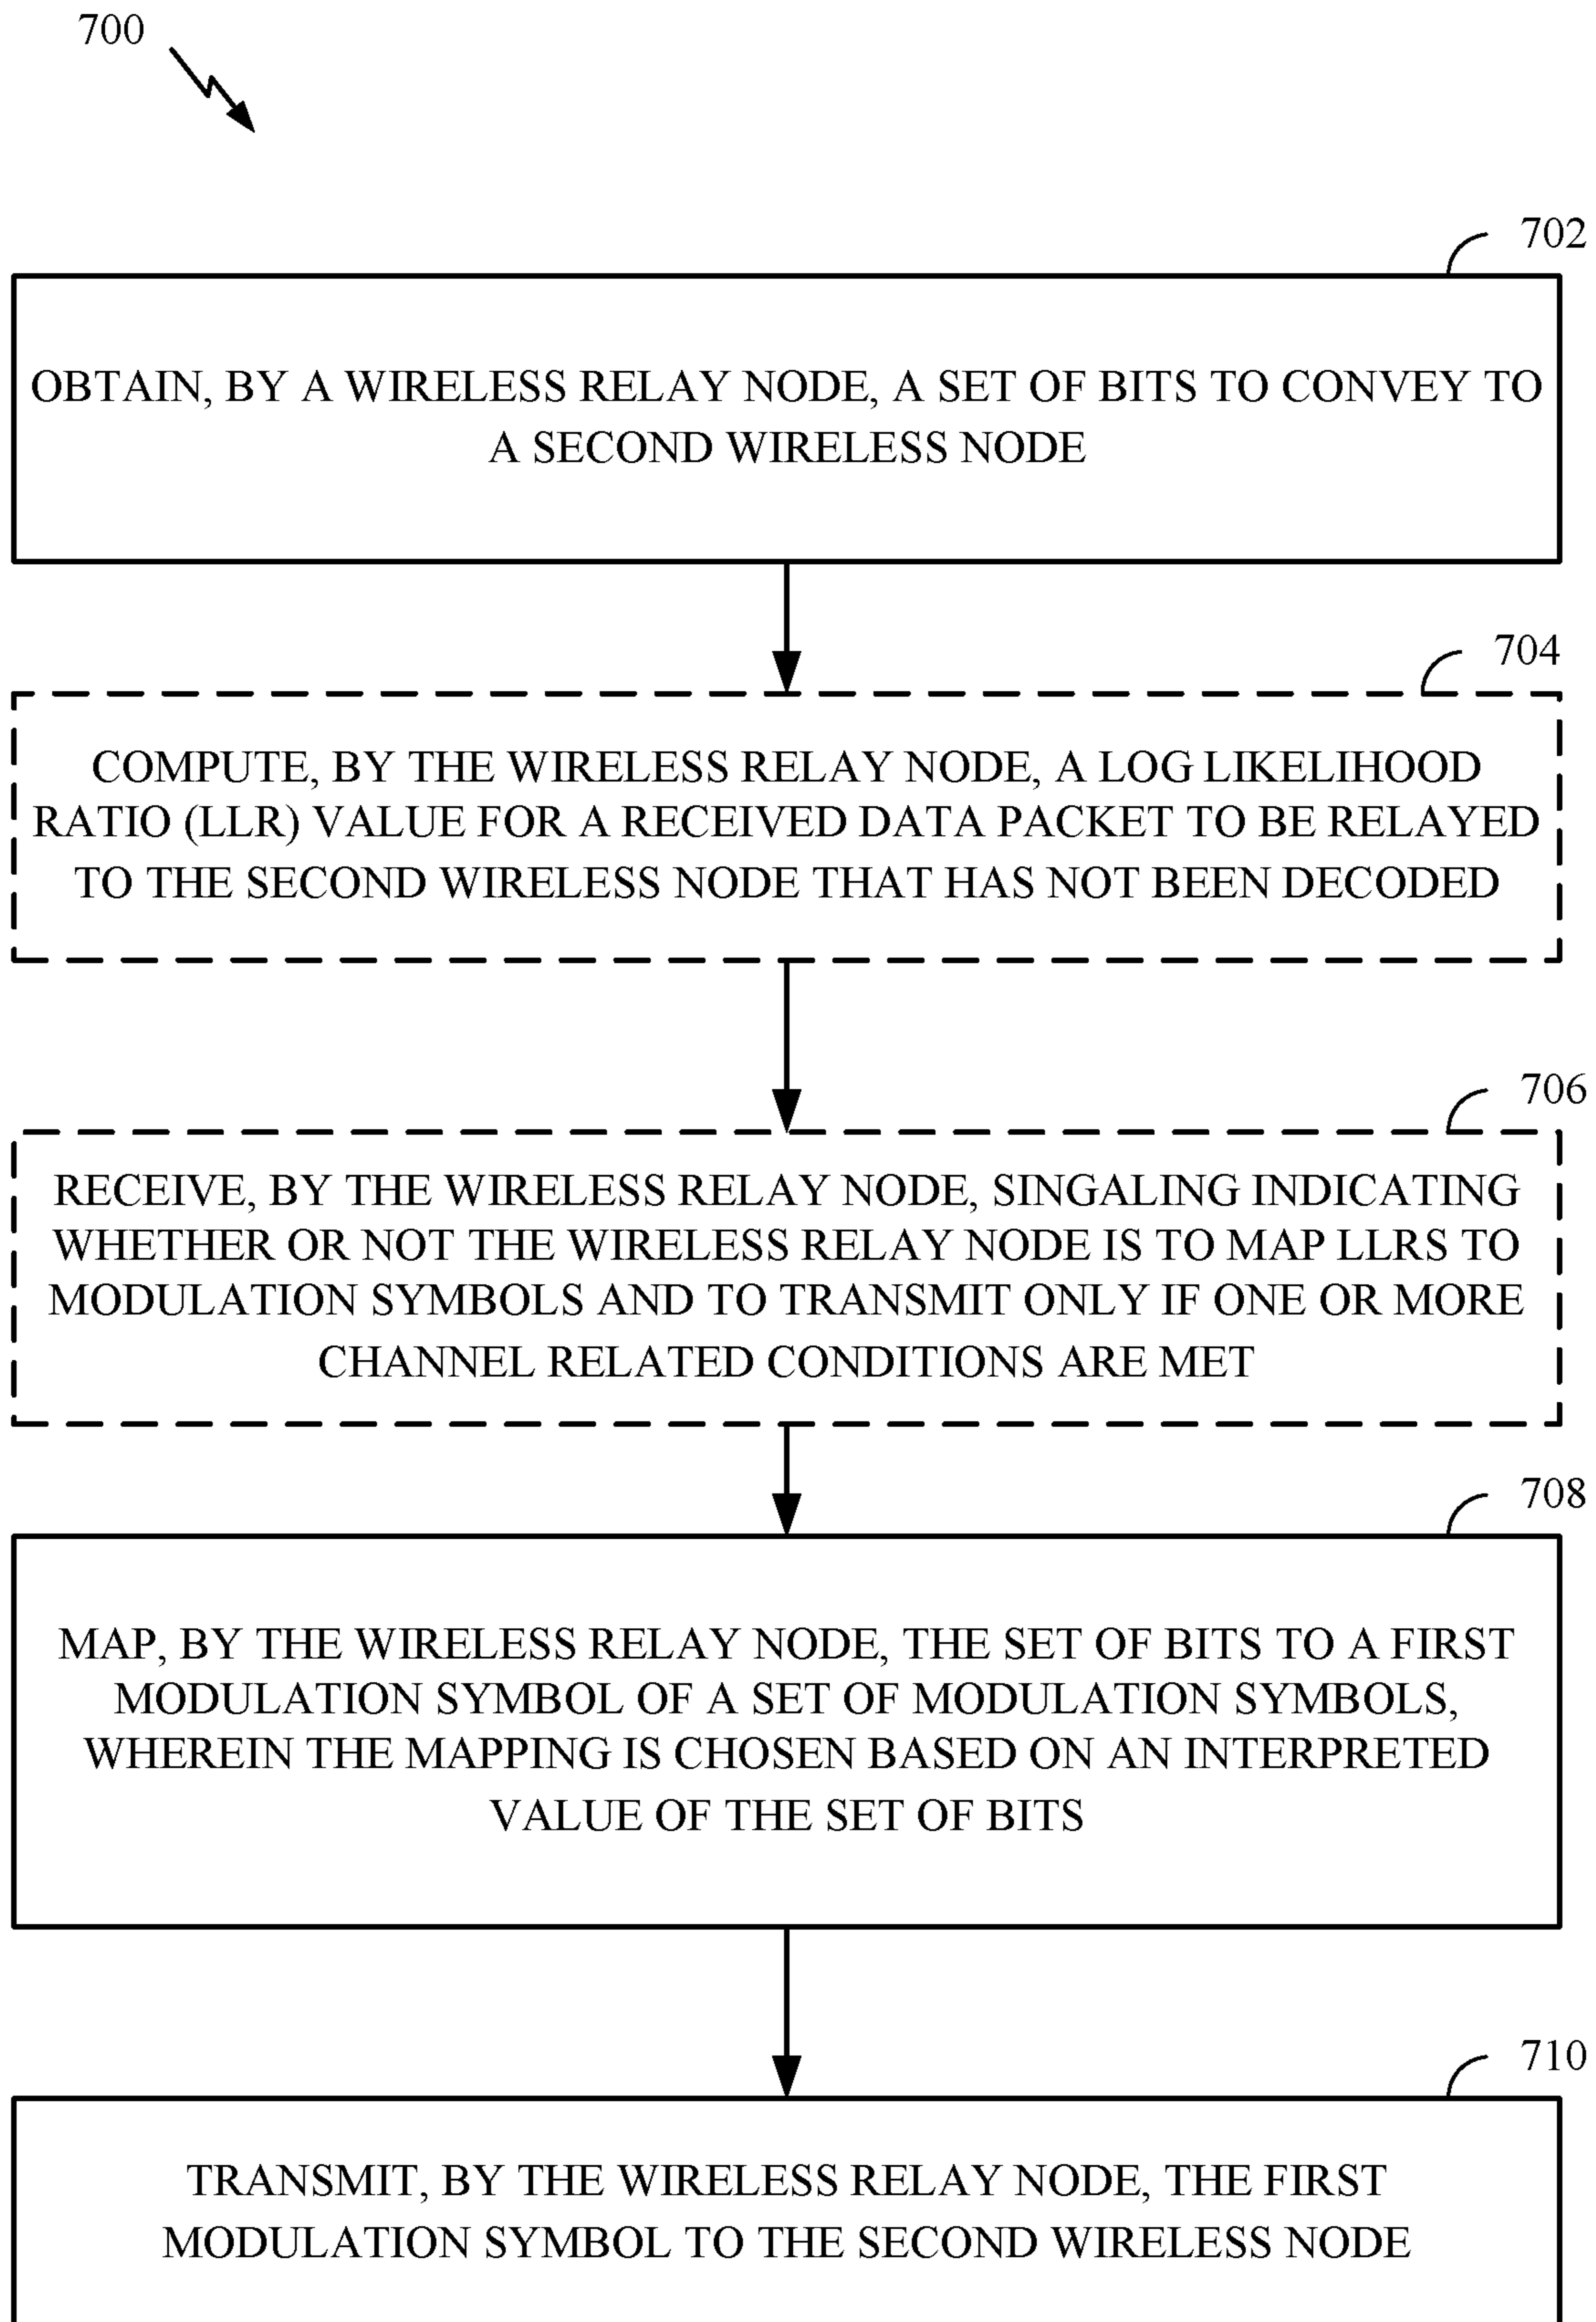 700
702
OBTAIN, BY A WIRELESS RELAY NODE, A SET OF BITS TO CONVEY TO
A SECOND WIRELESS NODE
704
COMPUTE, BY THE WIRELESS RELAY NODE, A LOG LIKELIHOOD
RATIO (LLR) VALUE FOR A RECEIVED DATA PACKET TO BE RELAYED
TO THE SECOND WIRELESS NODE THAT HAS NOT BEEN DECODED
706
RECEIVE, BY THE WIRELESS RELAY NODE, SINGALING INDICATING
WHETHER OR NOT THE WIRELESS RELAY NODE IS TO MAP LLRS TO
MODULATION SYMBOLS AND TO TRANSMIT ONLY IF ONE OR MORE
CHANNEL RELATED CONDITIONS ARE MET
708
MAP, BY THE WIRELESS RELAY NODE, THE SET OF BITS TO A FIRST
MODULATION SYMBOL OF A SET OF MODULATION SYMBOLS,
WHEREIN THE MAPPING IS CHOSEN BASED ON AN INTERPRETED
VALUE OF THE SET OF BITS
710
TRANSMIT, BY THE WIRELESS RELAY NODE, THE FIRST
MODULATION SYMBOL TO THE SECOND WIRELESS NODE